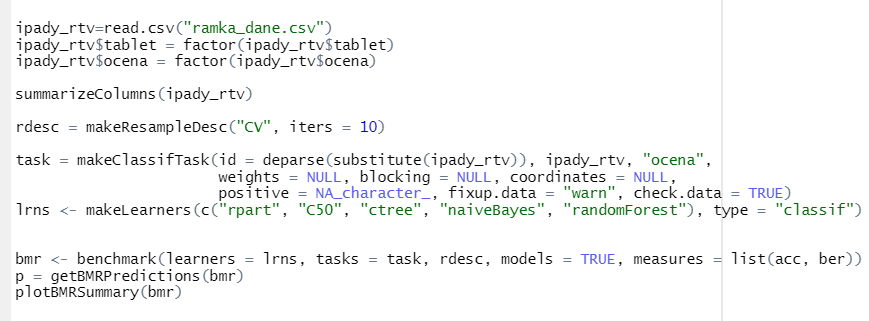 ipady_rtv=read.csv("ramka_dane.csv")
ipady_rtv$tablet = factor(ipady_rtv$tablet)
ipady_rtv$ocena = factor(ipady_rtv$ocena)
summarizeColumns(ipady_rtv)
rdesc = makeResampleDesc("CV", iters = 10)
task = makeClassifTask(id = deparse(substitute(ipady_rtv)), ipady_rtv, "ocena",
weights = NULL, blocking = NULL, coordinates = NULL,
positive = NA_character_, fixup.data = "warn", check.data = TRUE)
lrns <- makeLearners(c("rpart", "C50", "ctree", "naiveBayes", "randomForest"), type = "classif")
bmr <- benchmark(learners = lrns, tasks = task, rdesc, models = TRUE, measures = list(acc, ber))
p = getBMRPredictions(bmr)
plotBMRSummary(bmr)